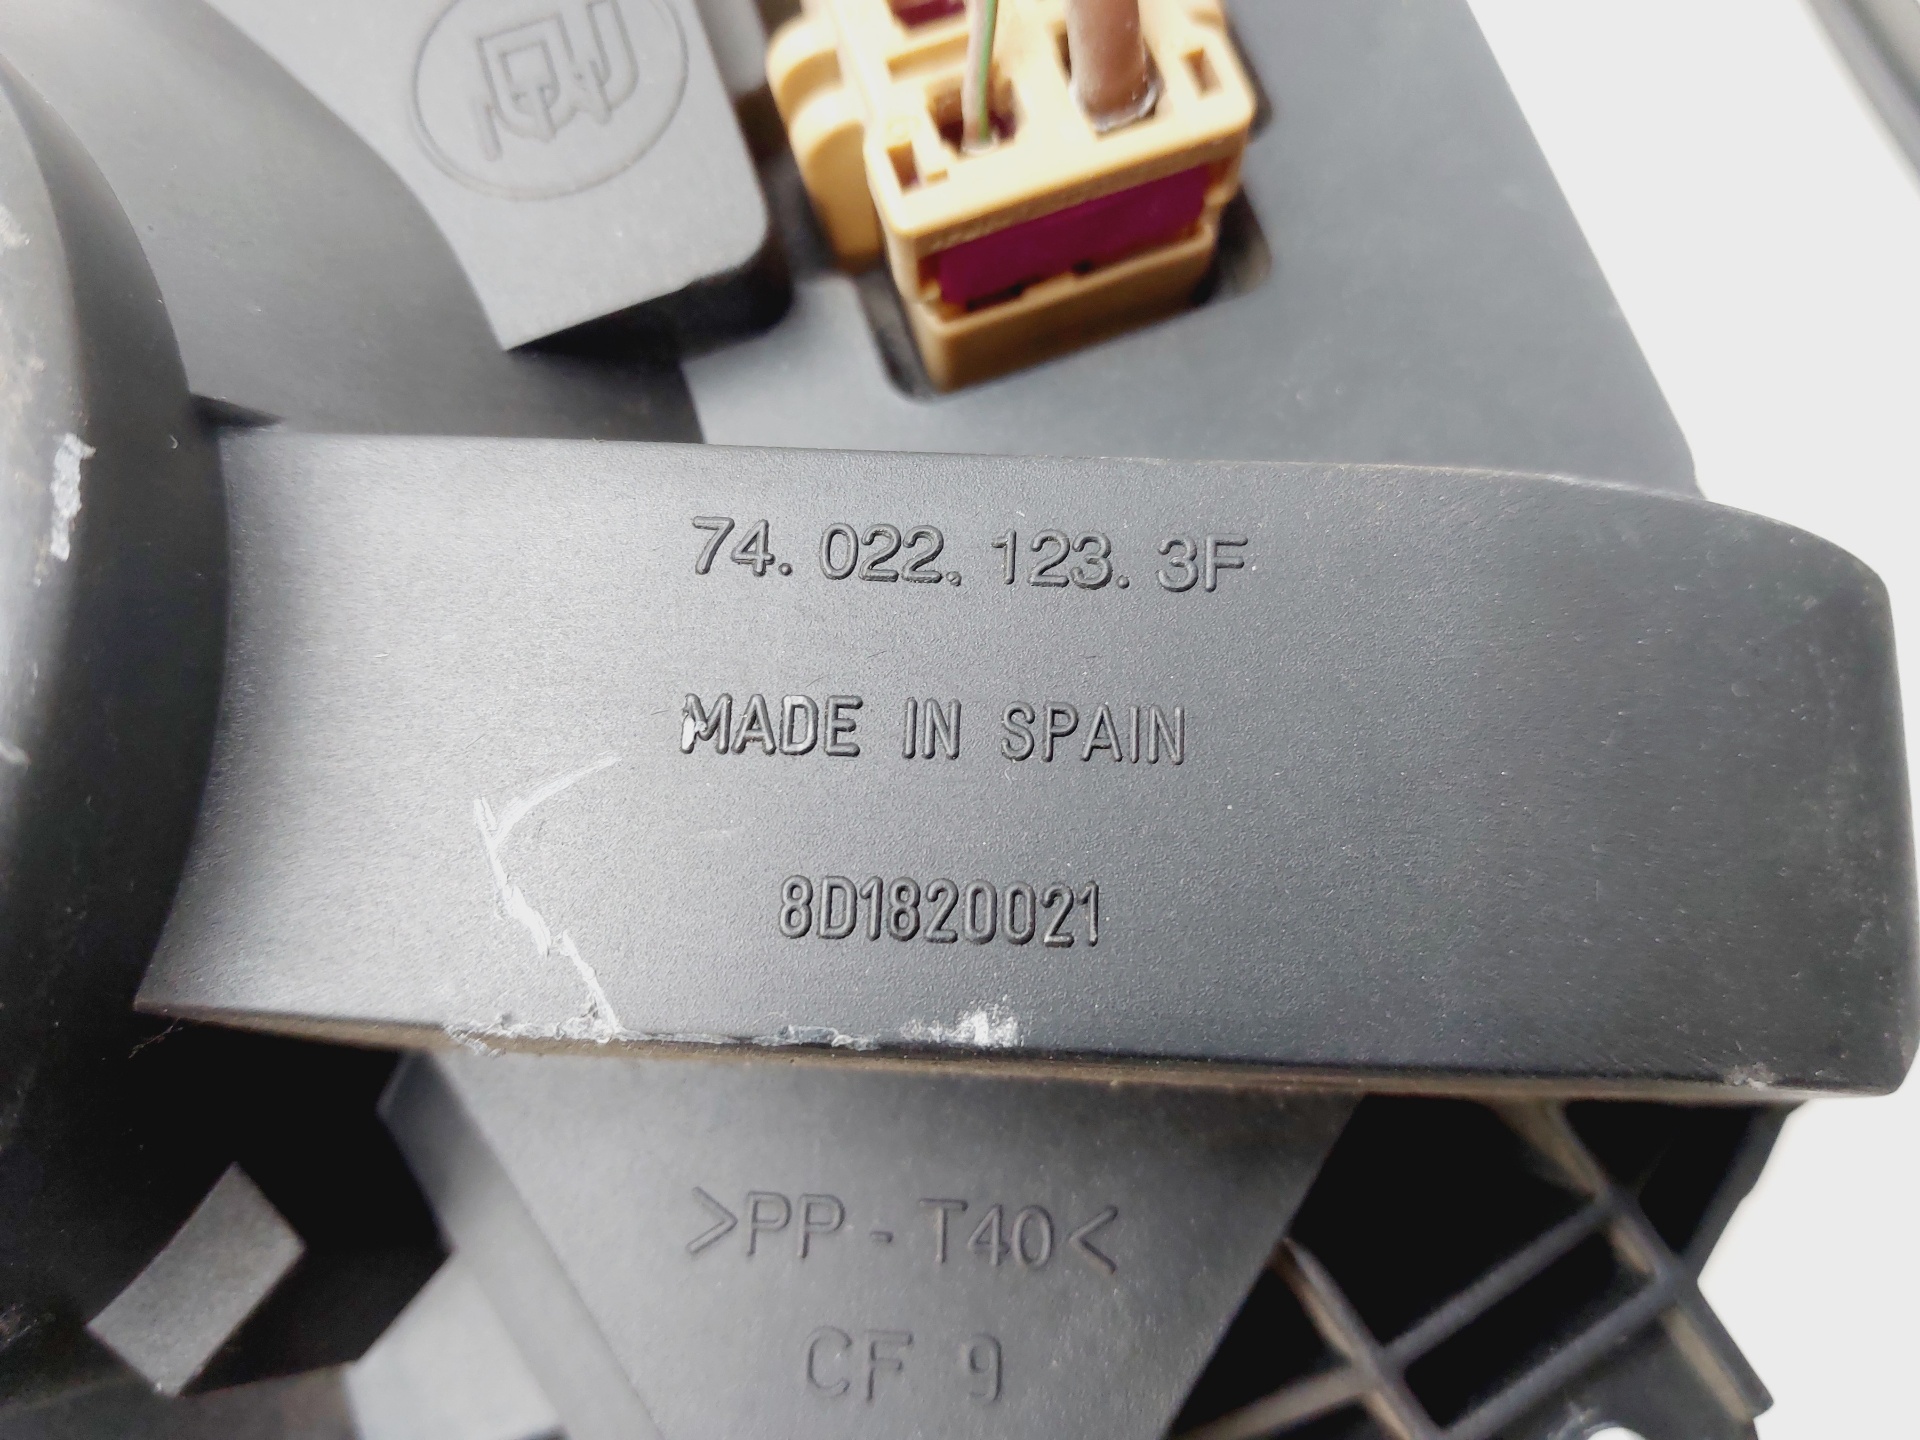 74. 022. 123. 3F
MADE IN SPAIN
8D1820021
>PP - T40<
CF 9